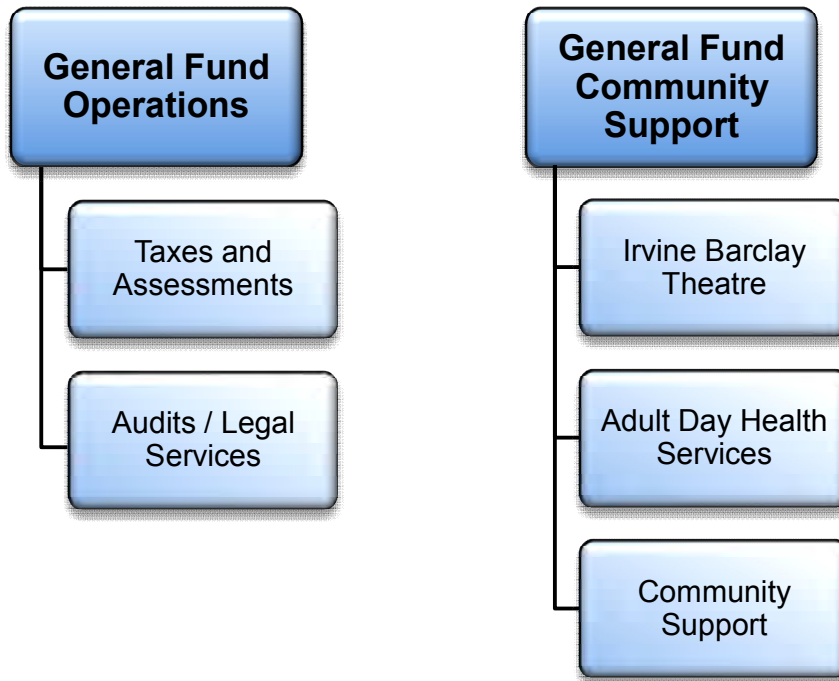 General Fund
Operations
Taxes and
Assessments
Audits / Legal
Services
General Fund
Community
Support
Irvine Barclay
Theatre
Adult Day Health
Services
Community
Support